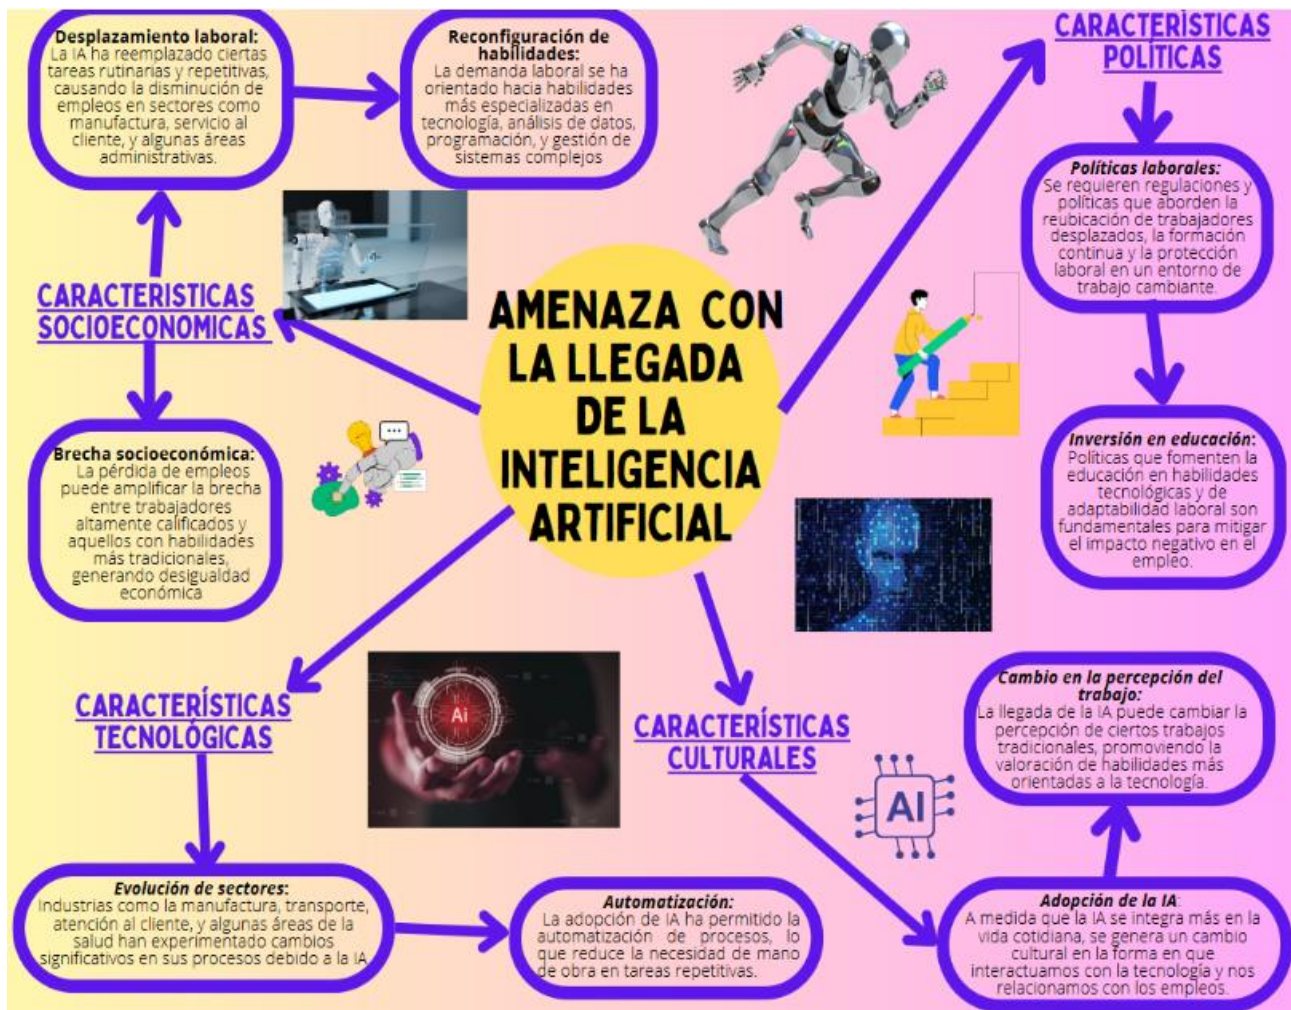 Desplazamiento laboral:
La IA ha reemplazado ciertas
tareas rutinarias y repetitivas,
causando la disminución de
empleos en sectores como
manufactura, servicio al
cliente, y algunas áreas
administrativas.
Reconfiguración de
habilidades:
La demanda laboral se ha
orientado hacia habilidades
más especializadas en
tecnología, análisis de datos,
programación, y gestión de
sistemas complejos
CARACTERÍSTICAS
POLÍTICAS
Políticas laborales:
Se requieren regulaciones y
políticas que aborden la
reubicación de trabajadores
desplazados, la formación
continua y la protección
laboral en un entorno de
trabajo cambiante.
CARACTERISTICAS
SOCIOECONOMICAS
AMENAZA CON
LA LLEGADA
DE LA
INTELIGENCIA
ARTIFICIAL
Brecha socioeconómica:
La pérdida de empleos
puede amplificar la brecha
entre trabajadores
altamente calificados y
aquellos con habilidades
más tradicionales,
generando desigualdad
económica
Inversión en educación:
Políticas que fomenten la
educación en habilidades
tecnológicas y de
adaptabilidad laboral son
fundamentales para mitigar
el impacto negativo en el
empleo.
CARACTERÍSTICAS
TECNOLÓGICAS
Ai
CARACTERÍSTICAS
CULTURALES
Cambio en la percepción del
trabajo:
La llegada de la IA puede cambiar la
percepción de ciertos trabajos
tradicionales, promoviendo la
valoración de habilidades más
orientadas a la tecnología.
AI
Evolución de sectores:
Industrias como la manufactura, transporte,
atención al cliente, y algunas áreas de la
salud han experimentado cambios
significativos en sus procesos debido a la IA
Automatización:
La adopción de IA ha permitido la
automatización de procesos, lo
que reduce la necesidad de mano
de obra en tareas repetitivas.
Adopción de la IA:
A medida que la IA se integra más en la
vida cotidiana, se genera un cambio
cultural en la forma en que
interactuamos con la tecnología y nos
relacionamos con los empleos.